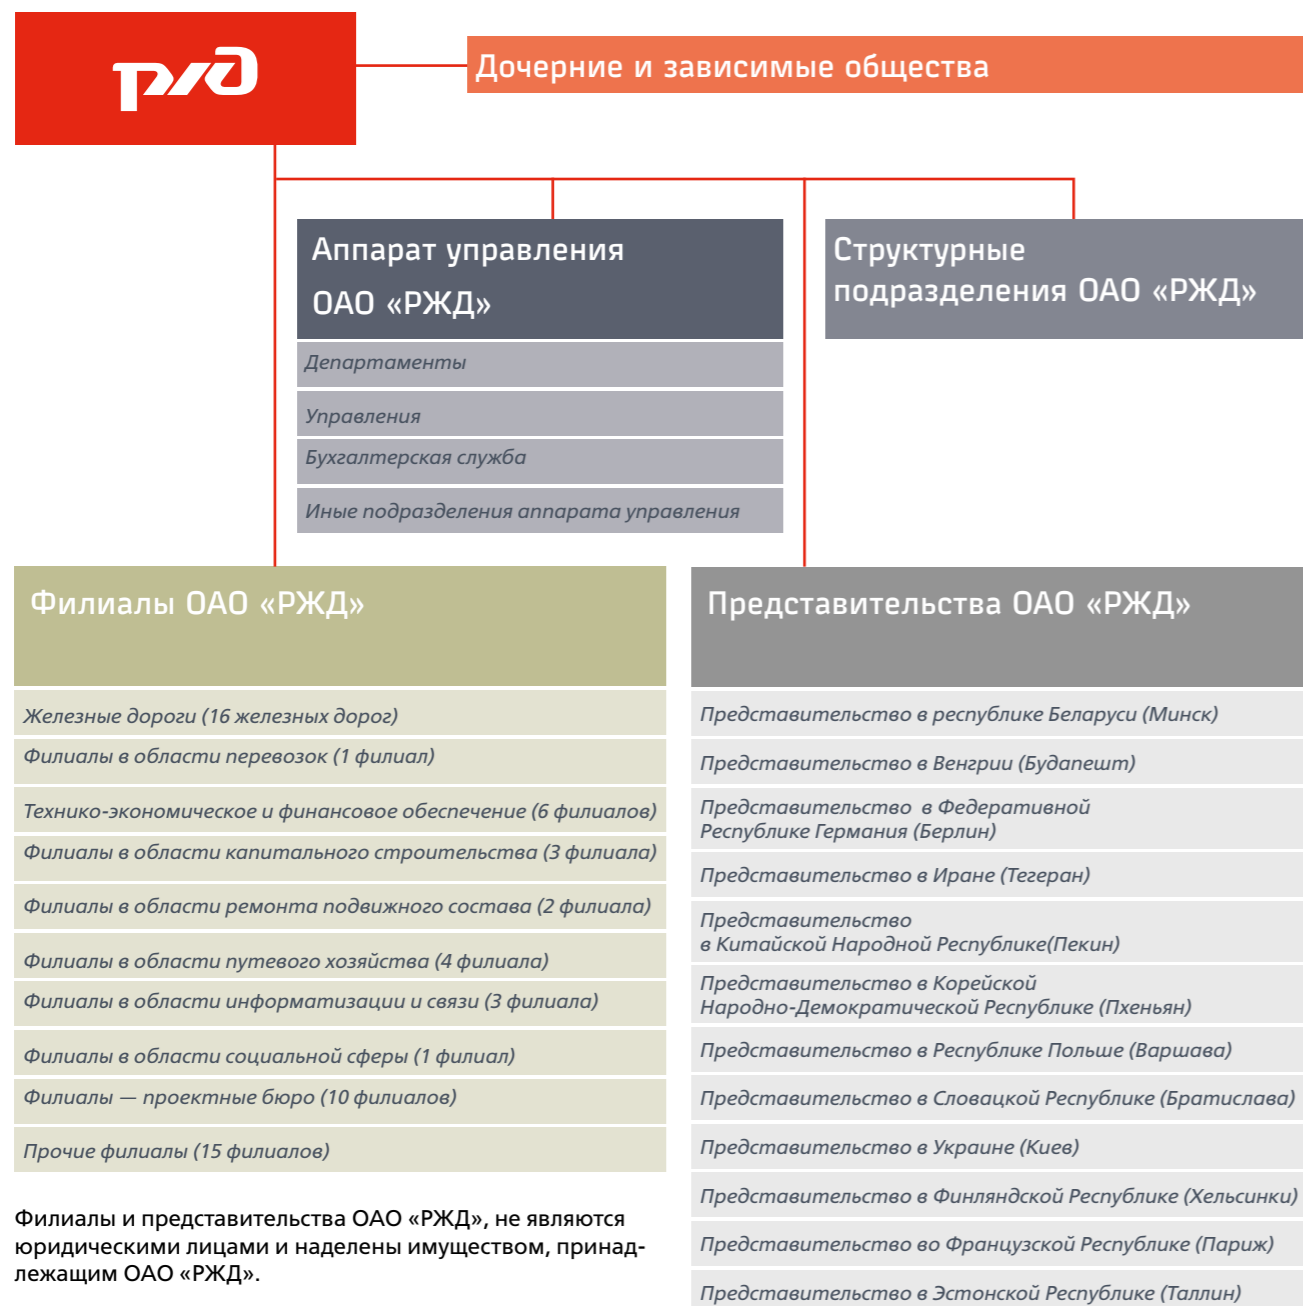 ржд
Дочерние и зависимые общества
Аппарат управления
ОАО «РЖД»
Департаменты
Управления
Бухгалтерская служба
Иные подразделения аппарата управления
Структурные
подразделения ОАО «РЖД»
Филиалы ОАО «РЖД»
Железные дороги (16 железных дорог)
Филиалы в области перевозок (1 филиал)
Технико-экономическое и финансовое обеспечение (6 филиалов)
Филиалы в области капитального строительства (3 филиала)
Филиалы в области ремонта подвижного состава (2 филиала)
Филиалы в области путевого хозяйства (4 филиала)
Филиалы в области информатизации и связи (3 филиала)
Филиалы в области социальной сферы (1 филиал)
Филиалы — проектные бюро (10 филиалов)
Прочие филиалы (15 филиалов)
Филиалы и представительства ОАО «РЖД», не являются
юридическими лицами и наделены имуществом, принад-
лежащим ОАО «РЖД».
Представительства ОАО «РЖД»
Представительство в республике Беларуси (Минск)
Представительство в Венгрии (Будапешт)
Представительство в Федеративной
Республике Германия (Берлин)
Представительство в Иране (Тегеран)
Представительство
в Китайской Народной Республике(Пекин)
Представительство в Корейской
Народно-Демократической Республике (Пхеньян)
Представительство в Республике Польше (Варшава)
Представительство в Словацкой Республике (Братислава)
Представительство в Украине (Киев)
Представительство в Финляндской Республике (Хельсинки)
Представительство во Французской Республике (Париж)
Представительство в Эстонской Республике (Таллин)